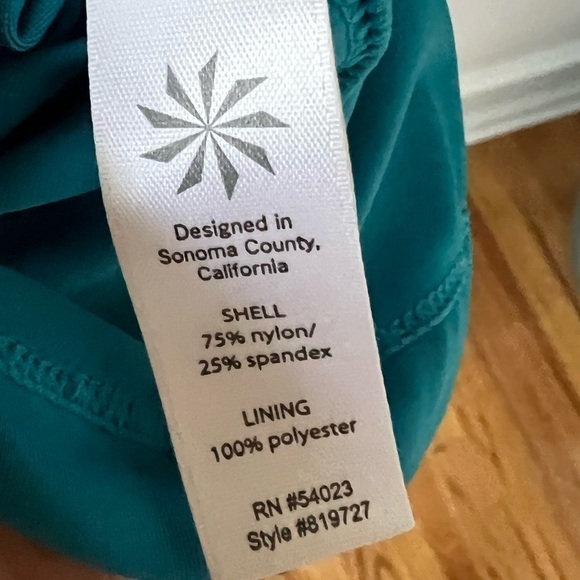 Designed in
Sonoma County,
California
SHELL
75% nylon/
25% spandex
LINING
100% polyester
RN #54023
Style #819727